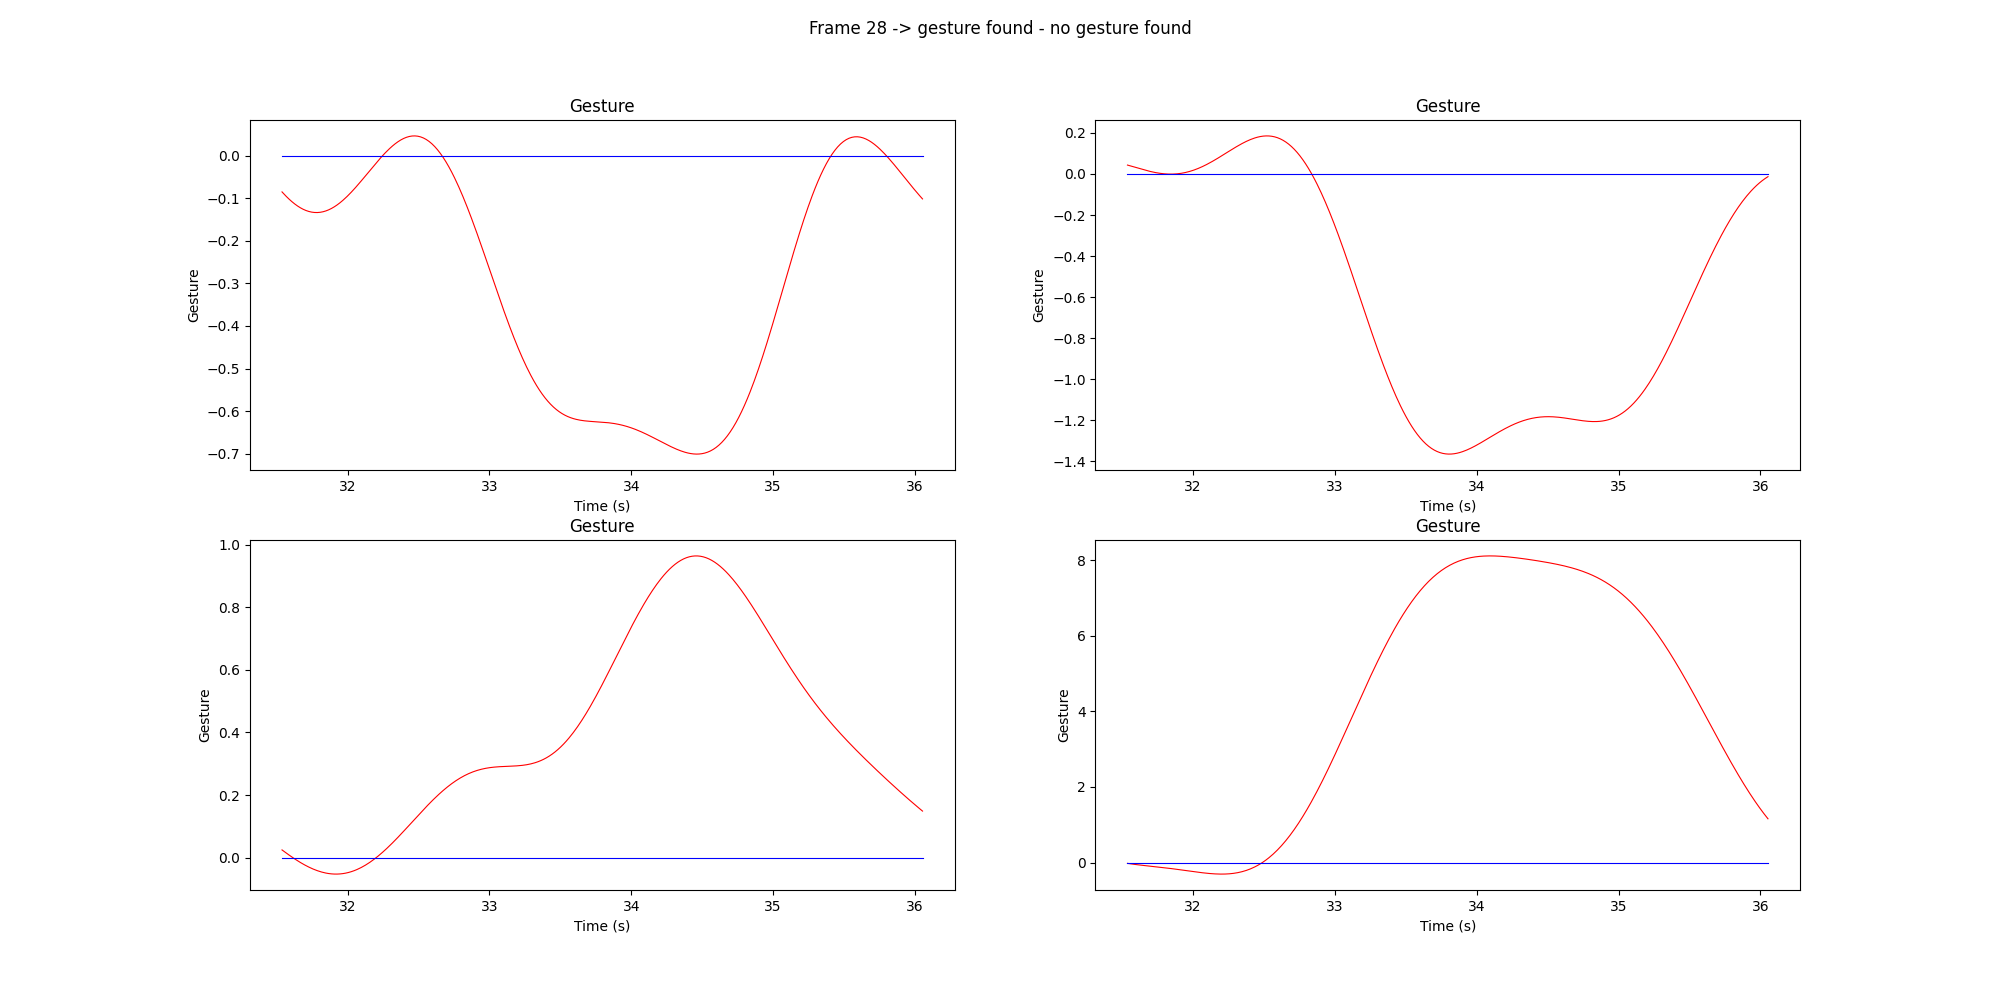 Frame 28 -> gesture found - no gesture found
Gesture
Gesture
0.0
−0.1
−0.2
−0.3
−0.4
−0.5
−0.6
−0.7
32 33 34 35 36
Time (s)
Gesture
Gesture
0.2
0.0
−0.2
−0.4
−0.6
−0.8
−1.0
−1.2
−1.4
32 33 34 35 36
Time (s)
Gesture
Gesture
1.0
0.8
0.6
0.4
0.2
0.0
32 33 34 35 36
Time (s)
Gesture
Gesture
8
6
4
2
0
32 33 34 35 36
Time (s)